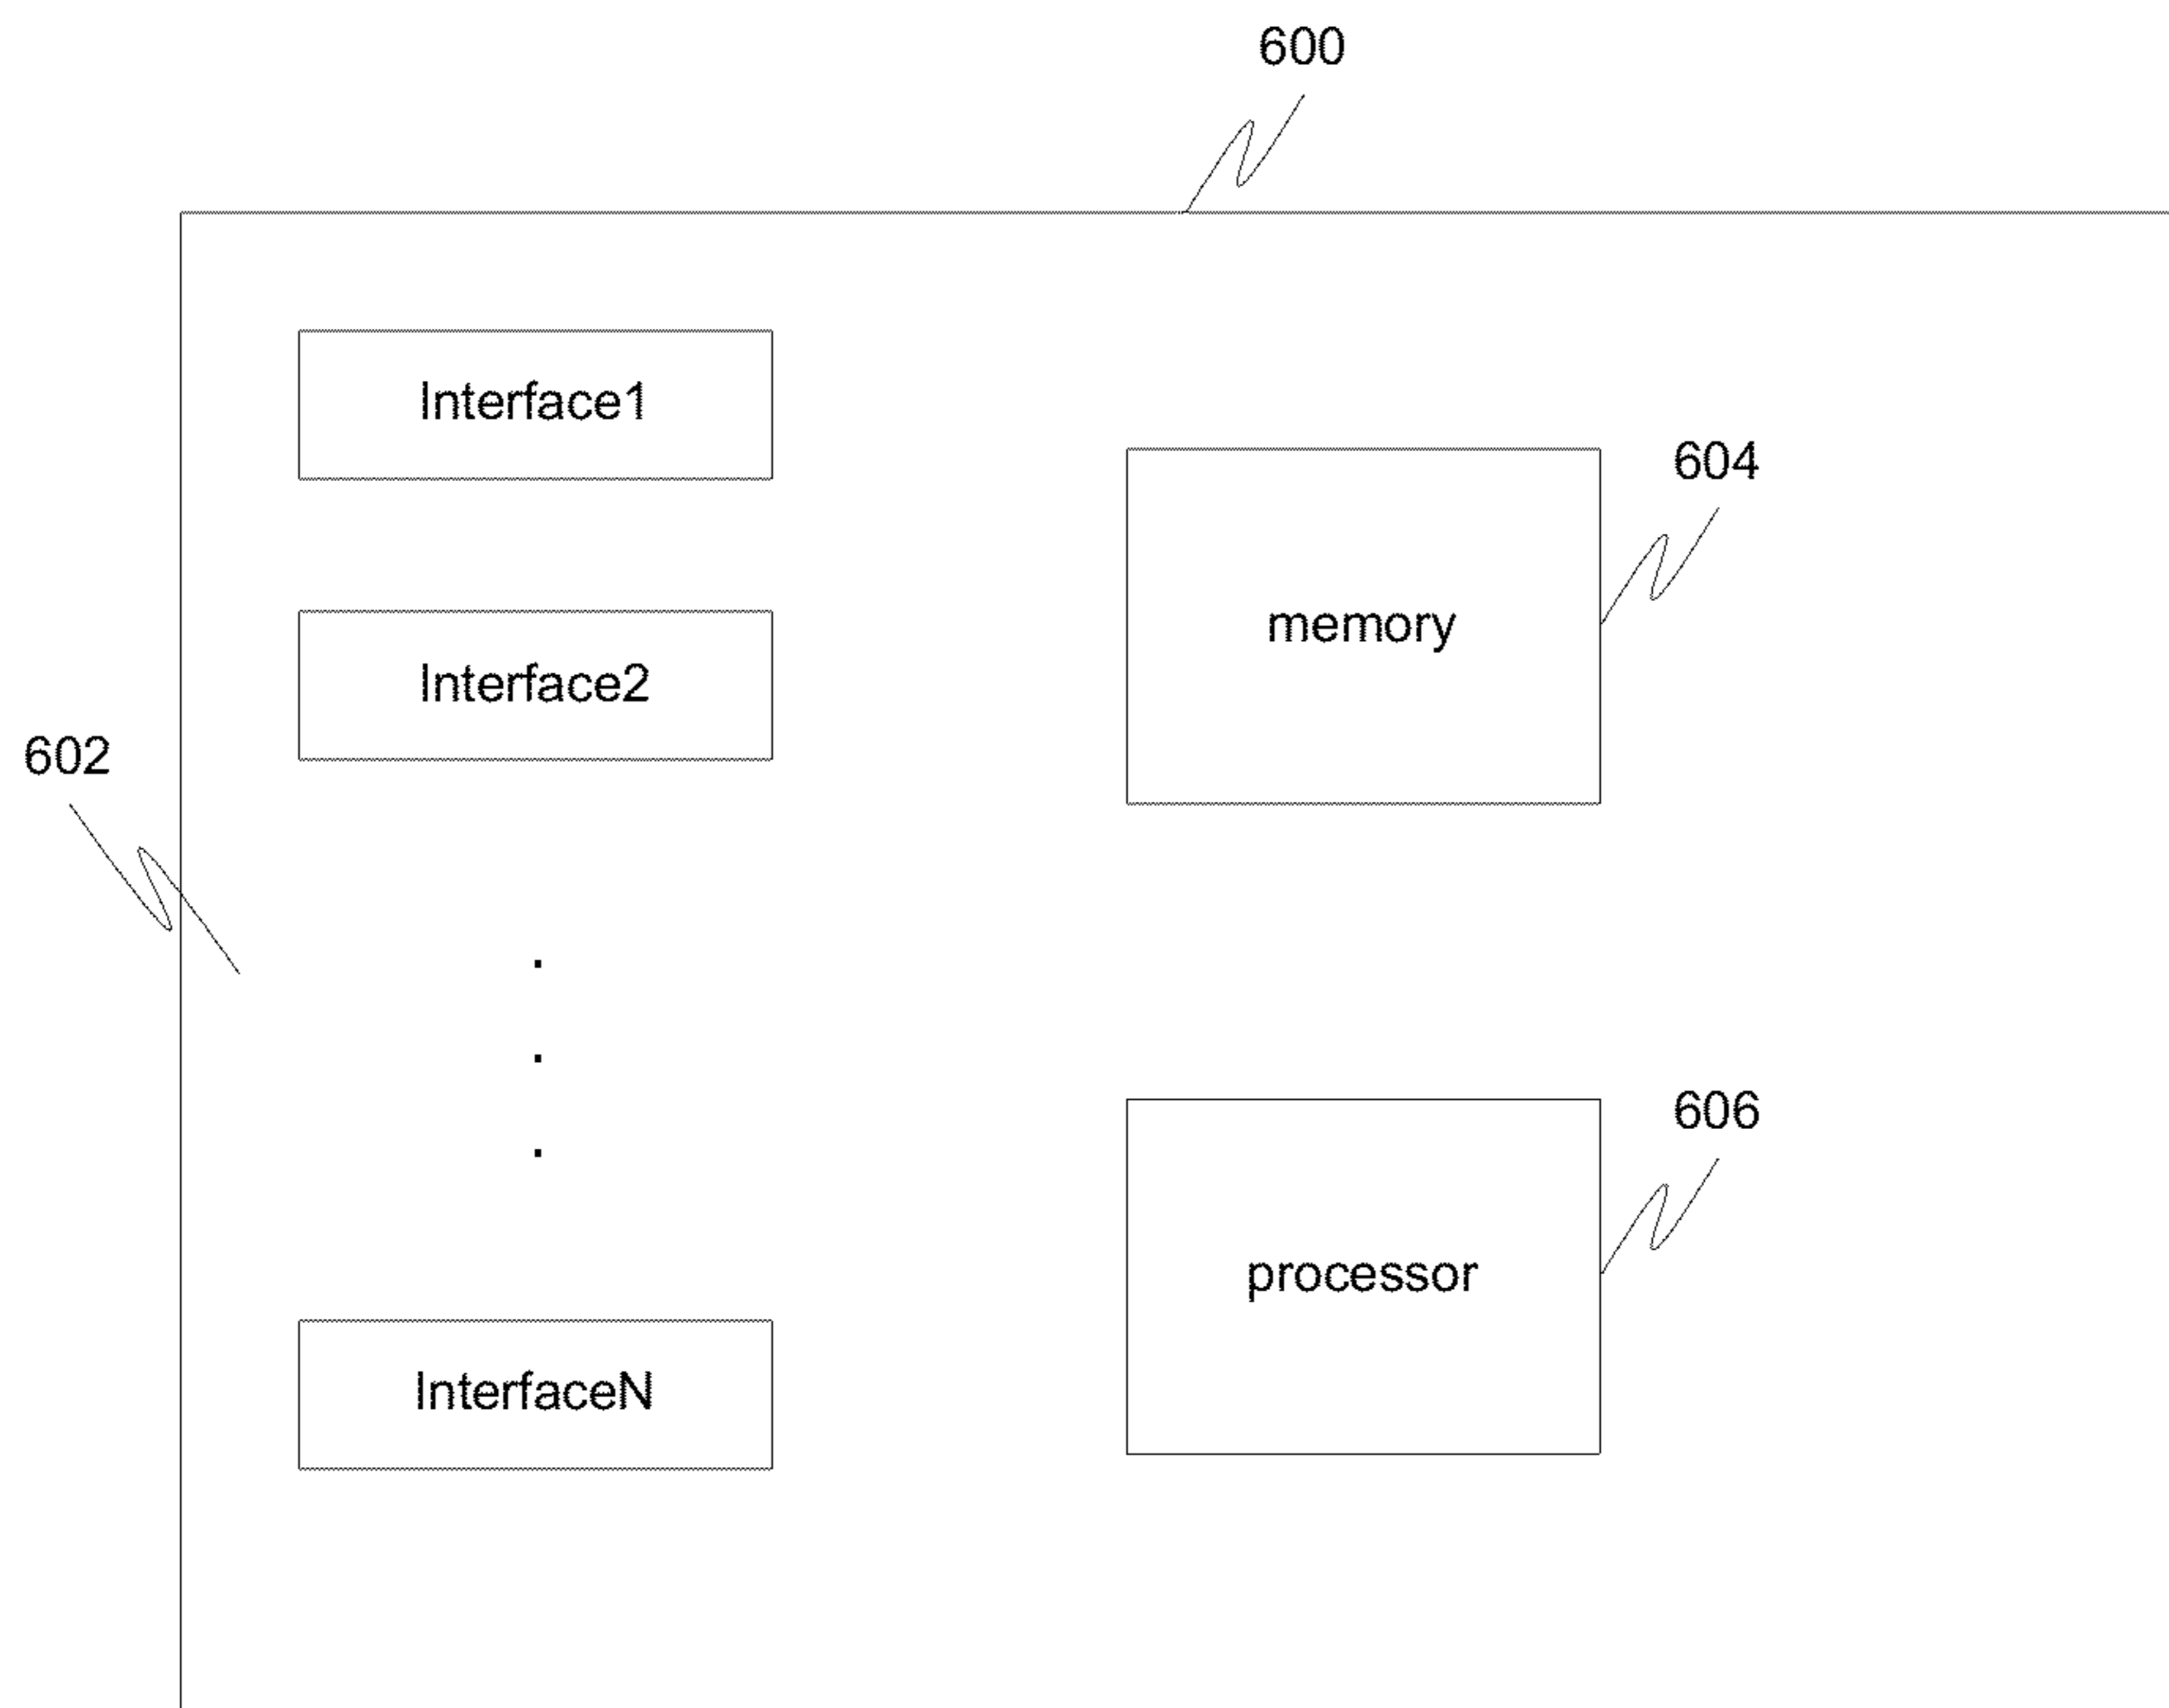 600
Interface1
604
memory
Interface2
602
.
.
.
606
processor
InterfaceN